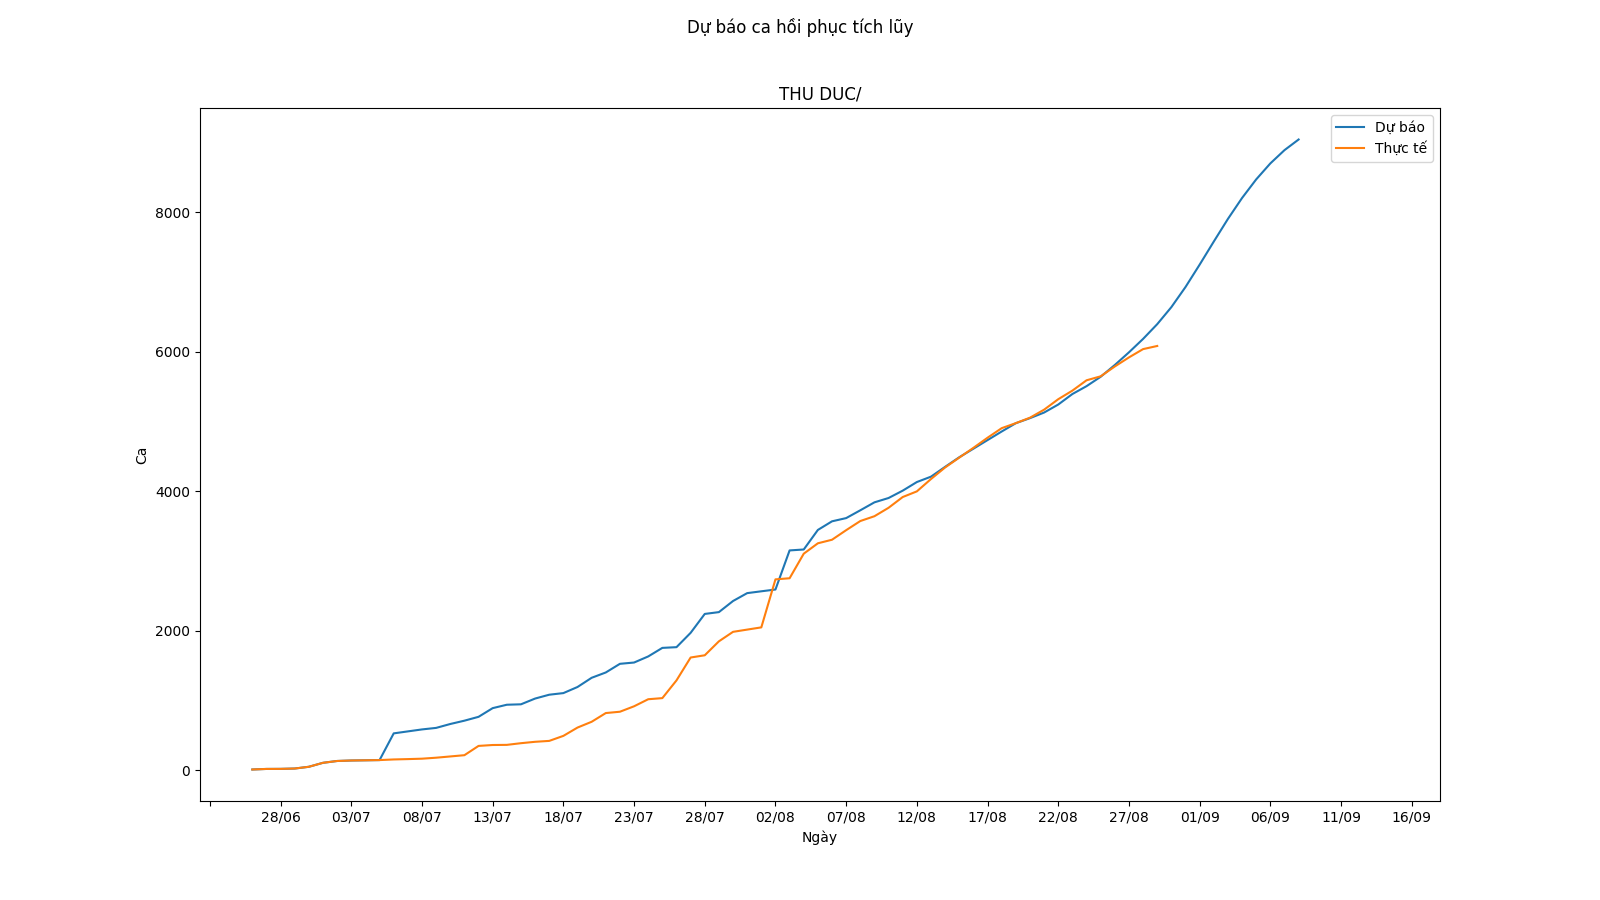 Dự báo ca hồi phục tích lũy
THU DUC/
Dự báo
Thực tế
8000
6000
4000
2000
0
Ca
28/06 03/07 08/07 13/07 18/07 23/07 28/07 02/08 07/08 12/08 17/08 22/08 27/08 01/09 06/09 11/09 16/09
Ngày